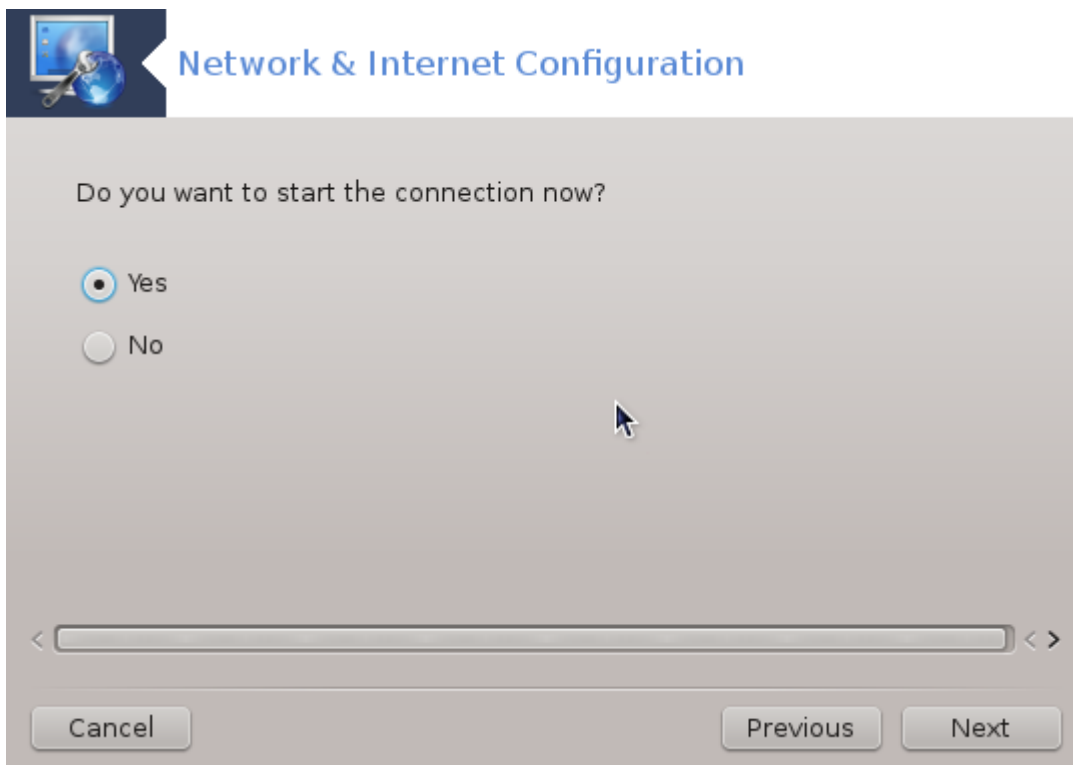 Network & Internet Configuration
Do you want to start the connection now?
Yes
No
Cancel
Previous
Next